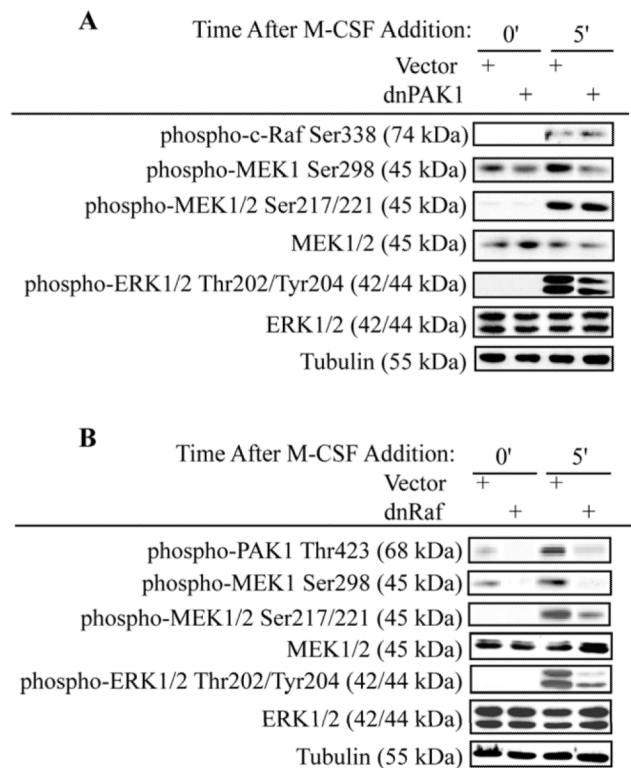 A
Time After M-CSF Addition: 0' 5'
Vector + +
dnPAK1 + +
phospho-c-Raf Ser338 (74 kDa)
phospho-MEK1 Ser298 (45 kDa)
phospho-MEK1/2 Ser217/221 (45 kDa)
MEK1/2 (45 kDa)
phospho-ERK1/2 Thr202/Tyr204 (42/44 kDa)
ERK1/2 (42/44 kDa)
Tubulin (55 kDa)
B
Time After M-CSF Addition: 0' 5'
Vector + +
dnRaf + +
phospho-PAK1 Thr423 (68 kDa)
phospho-MEK1 Ser298 (45 kDa)
phospho-MEK1/2 Ser217/221 (45 kDa)
MEK1/2 (45 kDa)
phospho-ERK1/2 Thr202/Tyr204 (42/44 kDa)
ERK1/2 (42/44 kDa)
Tubulin (55 kDa)